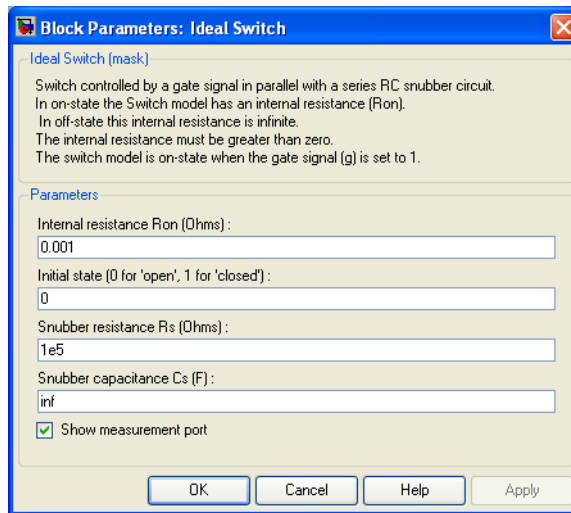 Block Parameters: Ideal Switch
Ideal Switch (mask)
Switch controlled by a gate signal in parallel with a series RC snubber circuit.
In on-state the Switch model has an internal resistance (Ron).
In off-state this internal resistance is infinite.
The internal resistance must be greater than zero.
The switch model is on-state when the gate signal (g) is set to 1.
Parameters
Internal resistance Ron (Ohms) :
0.001
Initial state (0 for 'open', 1 for 'closed') :
0
Snubber resistance Rs (Ohms) :
1e5
Snubber capacitance Cs (F) :
inf
Show measurement port
OK Cancel Help Apply